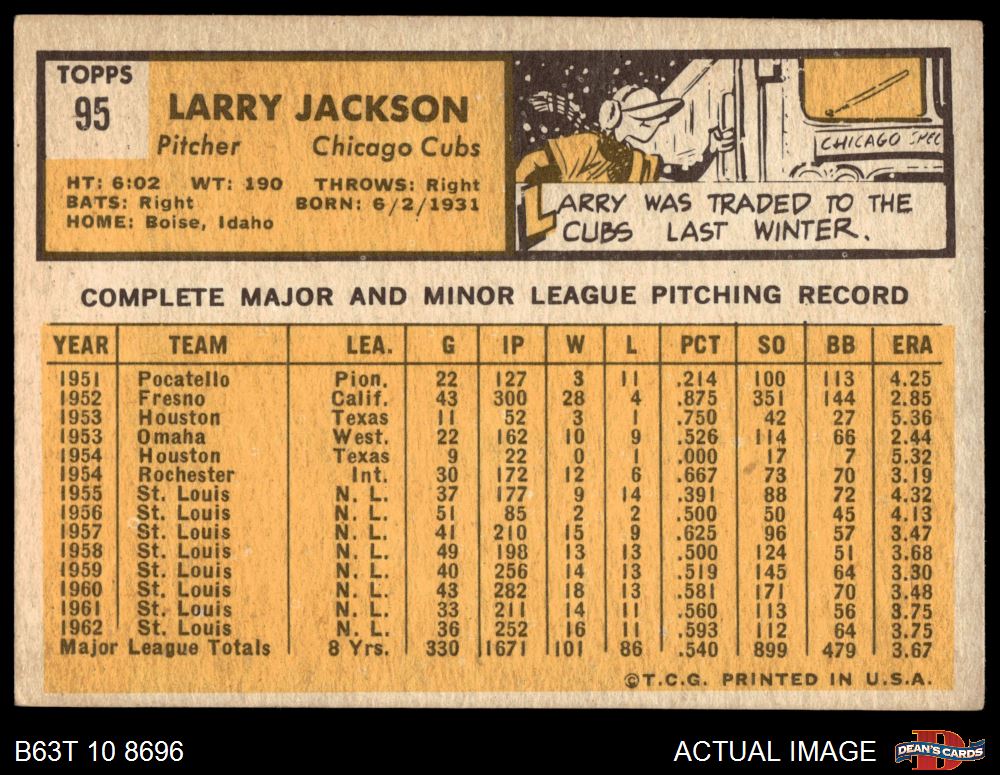 TOPPS
95
LARRY JACKSON
Pitcher Chicago Cubs
HT: 6:02 WT: 190 THROWS: Right
BATS: Right BORN: 6/2/1931
HOME: Boise, Idaho
CHICAGO
LARRY WAS TRADED TO THE
CUBS LAST WINTER.
COMPLETE MAJOR AND MINOR LEAGUE PITCHING RECORD
YEAR TEAM LEA. G IP W L PCT SO BB ERA
1951 Pocatello Pion. 22 127 3 11 .214 100 113 4.25
1952 Fresno Calif. 43 300 28 4 .875 351 144 2.85
1953 Houston Texas 11 52 3 1 .750 42 27 5.36
1953 Omaha West. 22 162 10 9 .526 114 66 2.44
1954 Houston Texas 9 22 0 1 .000 17 7 5.32
1954 Rochester Int. 30 172 12 6 .667 73 70 3.19
1955 St. Louis N. L. 37 177 9 14 .391 88 72 4.32
1956 St. Louis N. L. 51 85 2 2 .500 50 45 4.13
1957 St. Louis N. L. 41 210 15 9 .625 96 57 3.47
1958 St. Louis N. L. 49 198 13 13 .500 124 51 3.68
1959 St. Louis N. L. 40 256 14 13 .519 145 64 3.30
1960 St. Louis N. L. 43 282 18 13 .581 171 70 3.48
1961 St. Louis N. L. 33 211 14 11 .560 113 56 3.75
1962 St. Louis N. L. 36 252 16 11 .593 112 64 3.75
Major League Totals 8 Yrs. 330 1671 101 86 .540 899 479 3.67
©T.C.G. PRINTED IN U.S.A.
B63T 10 8696 ACTUAL IMAGE DEAN'S CARDS